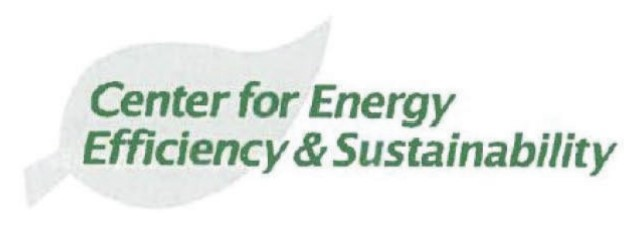 Center for Energy
Efficiency & Sustainability